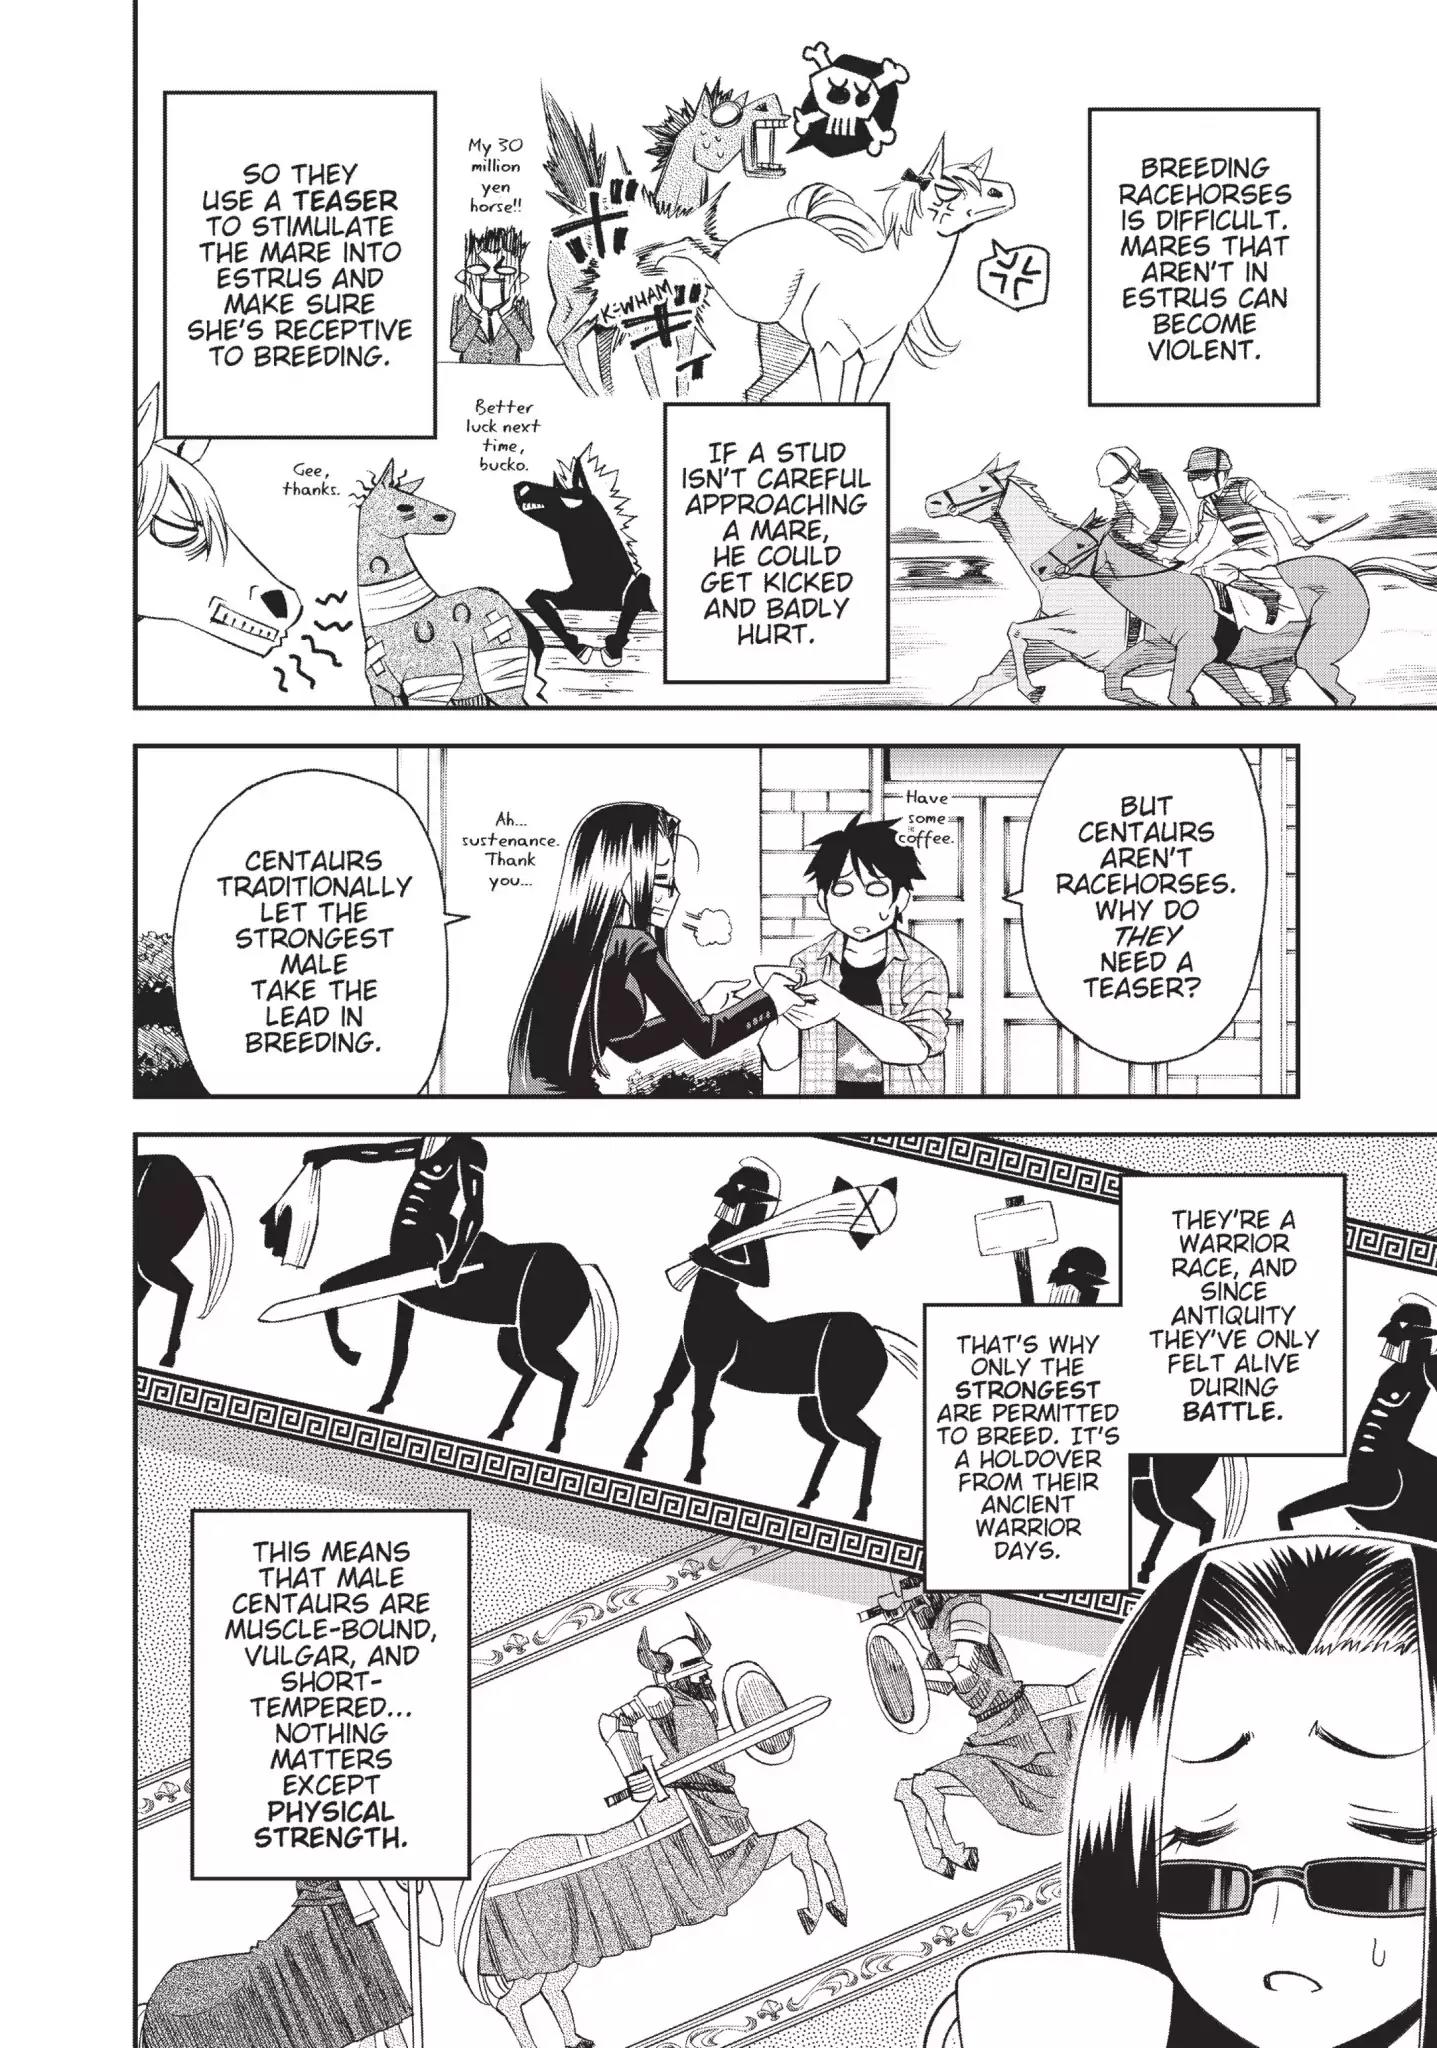 BREEDING
RACEHORSES
IS DIFFICULT.
MARES THAT
AREN'T IN
ESTRUS CAN
BECOME
VIOLENT.
K-WHAM
My 30
million
yen
horse!!
IF A STUD
ISN'T CAREFUL
APPROACHING
A MARE,
HE COULD
GET KICKED
AND BADLY
HURT.
SO THEY
USE A TEASER
TO STIMULATE
THE MARE INTO
ESTRUS AND
MAKE SURE
SHE'S RECEPTIVE
TO BREEDING.
Better
luck next
time,
bucko.
Gee,
thanks.
BUT
CENTAURS
AREN'T
RACEHORSES.
WHY DO
THEY
NEED A
TEASER?
Have
some
coffee.
Ah...
sustenance.
Thank
you...
CENTAURS
TRADITIONALLY
LET THE
STRONGEST
MALE
TAKE THE
LEAD IN
BREEDING.
THEY'RE A
WARRIOR
RACE, AND
SINCE
ANTIQUITY
THEY'VE ONLY
FELT ALIVE
DURING
BATTLE.
THAT'S WHY
ONLY THE
STRONGEST
ARE PERMITTED
TO BREED. IT'S
A HOLDOVER
FROM THEIR
ANCIENT
WARRIOR
DAYS.
THIS MEANS
THAT MALE
CENTAURS ARE
MUSCLE-BOUND,
VULGAR, AND
SHORT-
TEMPERED...
NOTHING
MATTERS
EXCEPT
PHYSICAL
STRENGTH.